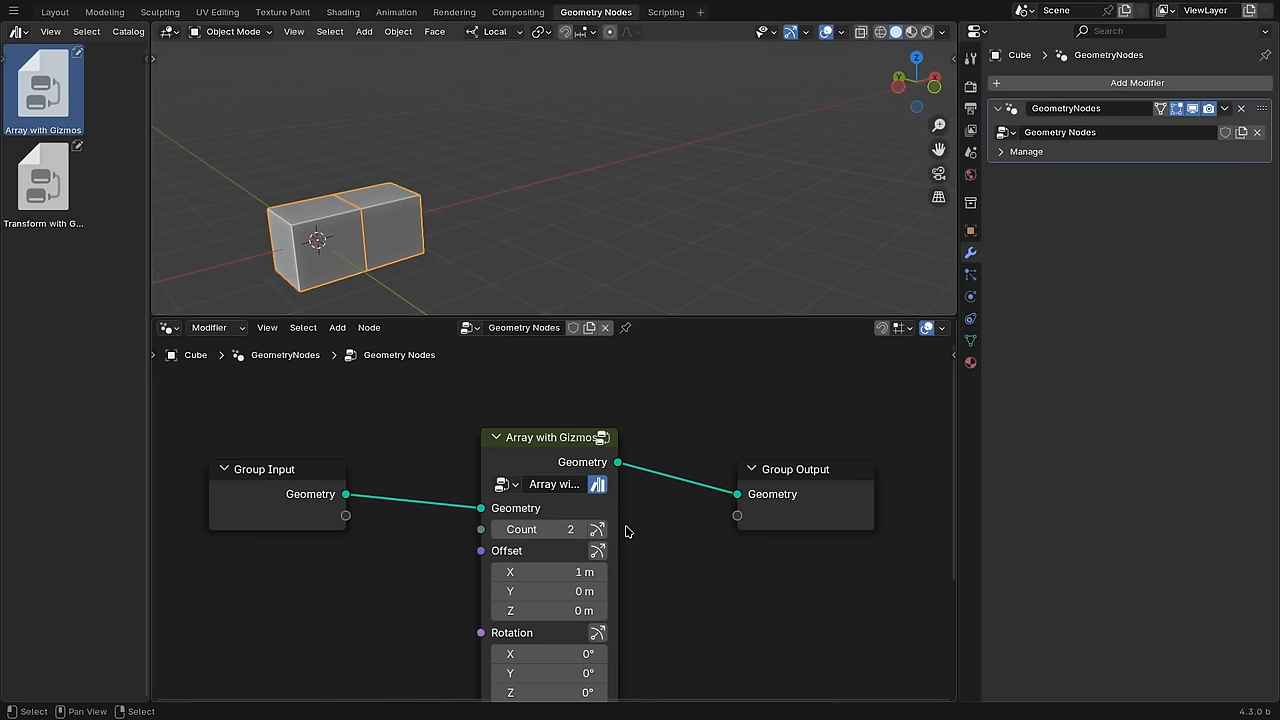 Layout Modeling Sculpting UV Editing Texture Paint Shading Animation Rendering Compositing Geometry Nodes Scripting + Scene ViewLayer
View Select Catalog
Object Mode View Select Add Object Face Local
Search
Cube > GeometryNodes
+ Add Modifier
GeometryNodes
Geometry Nodes
Manage
Array with Gizmos
Transform with G...
Z
Y
X
Modifier View Select Add Node Geometry Nodes
Cube > GeometryNodes > Geometry Nodes
Group Input
Geometry
Array with Gizmos
Geometry
Array wi...
Geometry
Count 2
Offset
X 1 m
Y 0 m
Z 0 m
Rotation
X 0°
Y 0°
Z 0°
Group Output
Geometry
Select Pan View Select 4.3.0 b